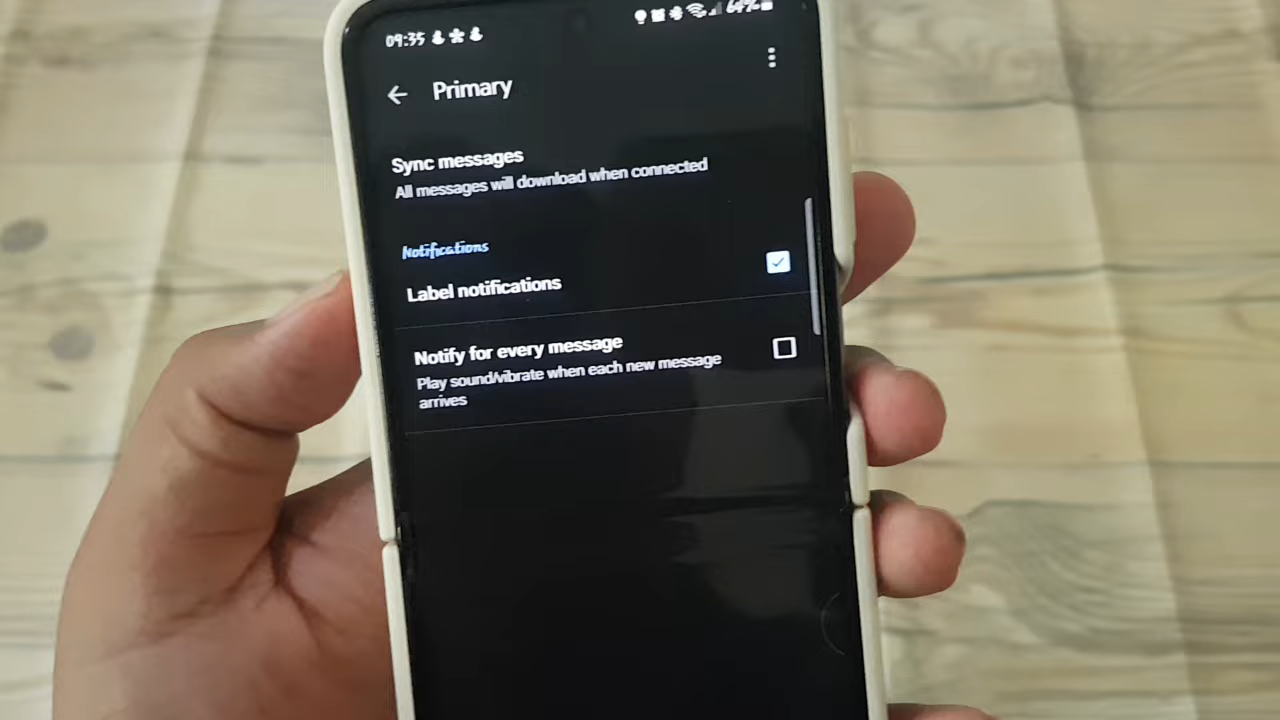 09:35
64%
Primary
Sync messages
All messages will download when connected
Notifications
Label notifications
Notify for every message
Play sound/vibrate when each new message
arrives